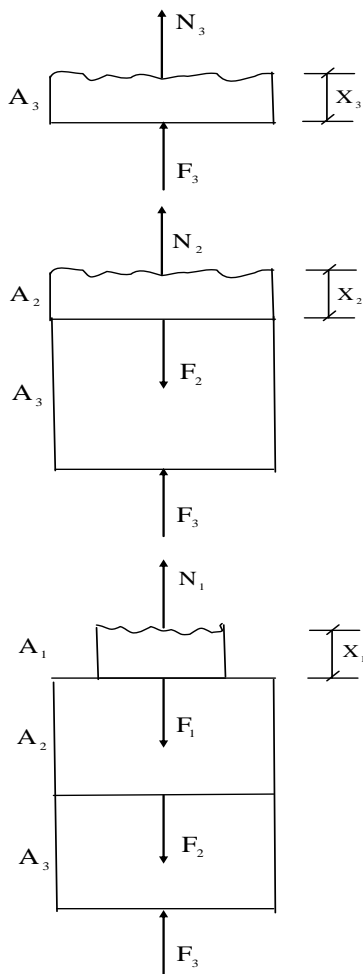 N₃
A₃
X₃
F₃
N₂
A₂
X₂
F₂
A₃
F₃
N₁
A₁
X₁
F₁
A₂
F₂
A₃
F₃